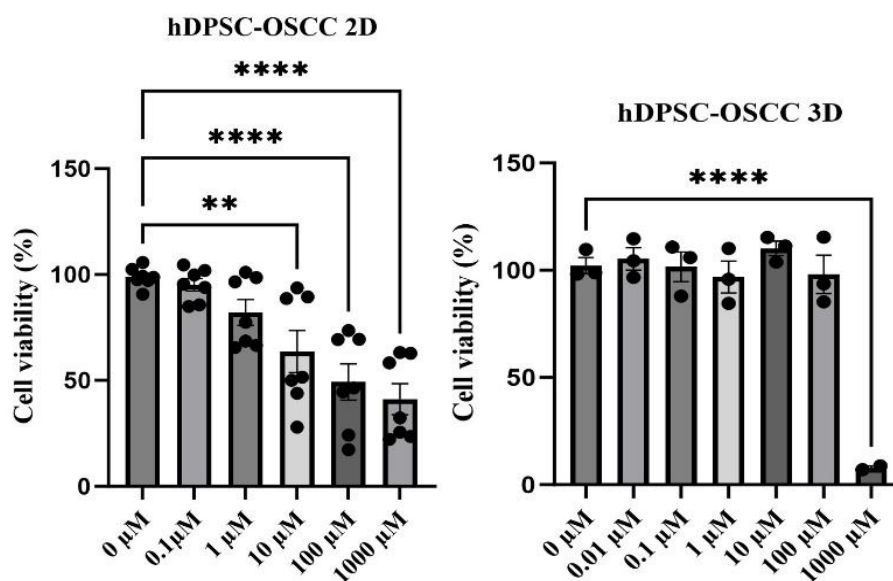 hDPSC-OSCC 2D
****
****
**
150
100
50
0
Cell viability (%)
0 µM
0.1µM
1 µM
10 µM
100 µM
1000 µM
hDPSC-OSCC 3D
****
150
100
50
0
Cell viability (%)
0 µM
0.01 µM
0.1 µM
1 µM
10 µM
100 µM
1000 µM